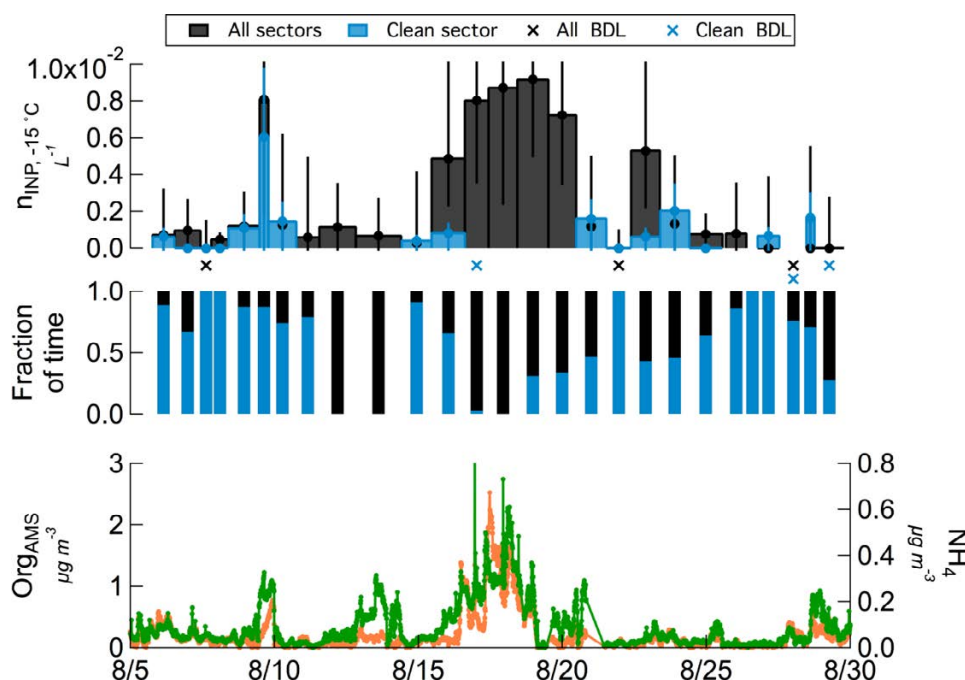 All sectors Clean sector × All BDL × Clean BDL
1.0x10⁻²
0.8
0.6
0.4
0.2
0.0
nINP, -15 °C
L⁻¹
1.0
0.5
0.0
Fraction
of time
3
2
1
0
OrgAMS
µg m⁻³
0.8
0.6
0.4
0.2
0.0
NH₄
µg m⁻³
8/5 8/10 8/15 8/20 8/25 8/30